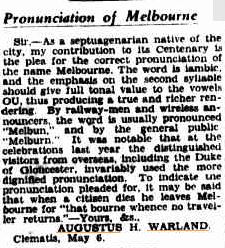 Pronunciation of Melbourne
Sir,—As a septuagenarian native of the
city, my contribution to its Centenary is
the plea for the correct pronunciation of
the name Melbourne. The word is iambic,
and the emphasis on the second syllable
should give full tonal value to the vowels
OU, thus producing a truer and richer ren-
dering. By railway-men and wireless an-
nouncers, the word is usually pronounced
"Melbun," and by the general public
"Melburn." It was notable that at the
celebrations last year the distinguished
visitors from overseas, including the Duke
of Gloucester, invariably used the more
dignified pronunciation. To indicate the
pronunciation pleaded for, it may be said
that when a citizen dies he leaves Mel-
bourne for "that bourne whence no travel-
ler returns."—Yours, &c.,
AUGUSTUS H. WARLAND.
Clematis, May 6.